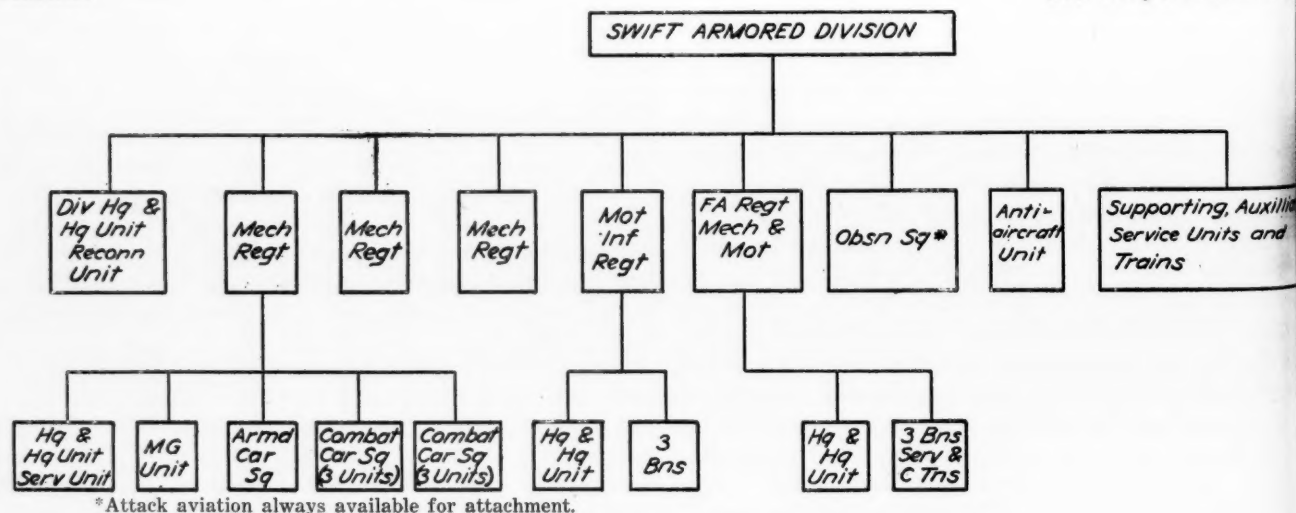 SWIFT ARMORED DIVISION
Div Hq &
Hq Unit
Reconn
Unit
Mech
Regt
Mech
Regt
Mech
Regt
Mot
Inf
Regt
FA Regt
Mech &
Mot
Obsn Sq*
Anti-
aircraft
Unit
Supporting,
Service Units and
Trains
Hq &
Hq Unit
Serv Unit
MG
Unit
Armd
Car
Sq
Combat
Car Sq
(3 Units)
Combat
Car Sq
(3 Units)
Hq &
Hq
Unit
3
Bns
Hq &
Hq
Unit
3 Bns
Serv &
C Tns
*Attack aviation always available for attachment.